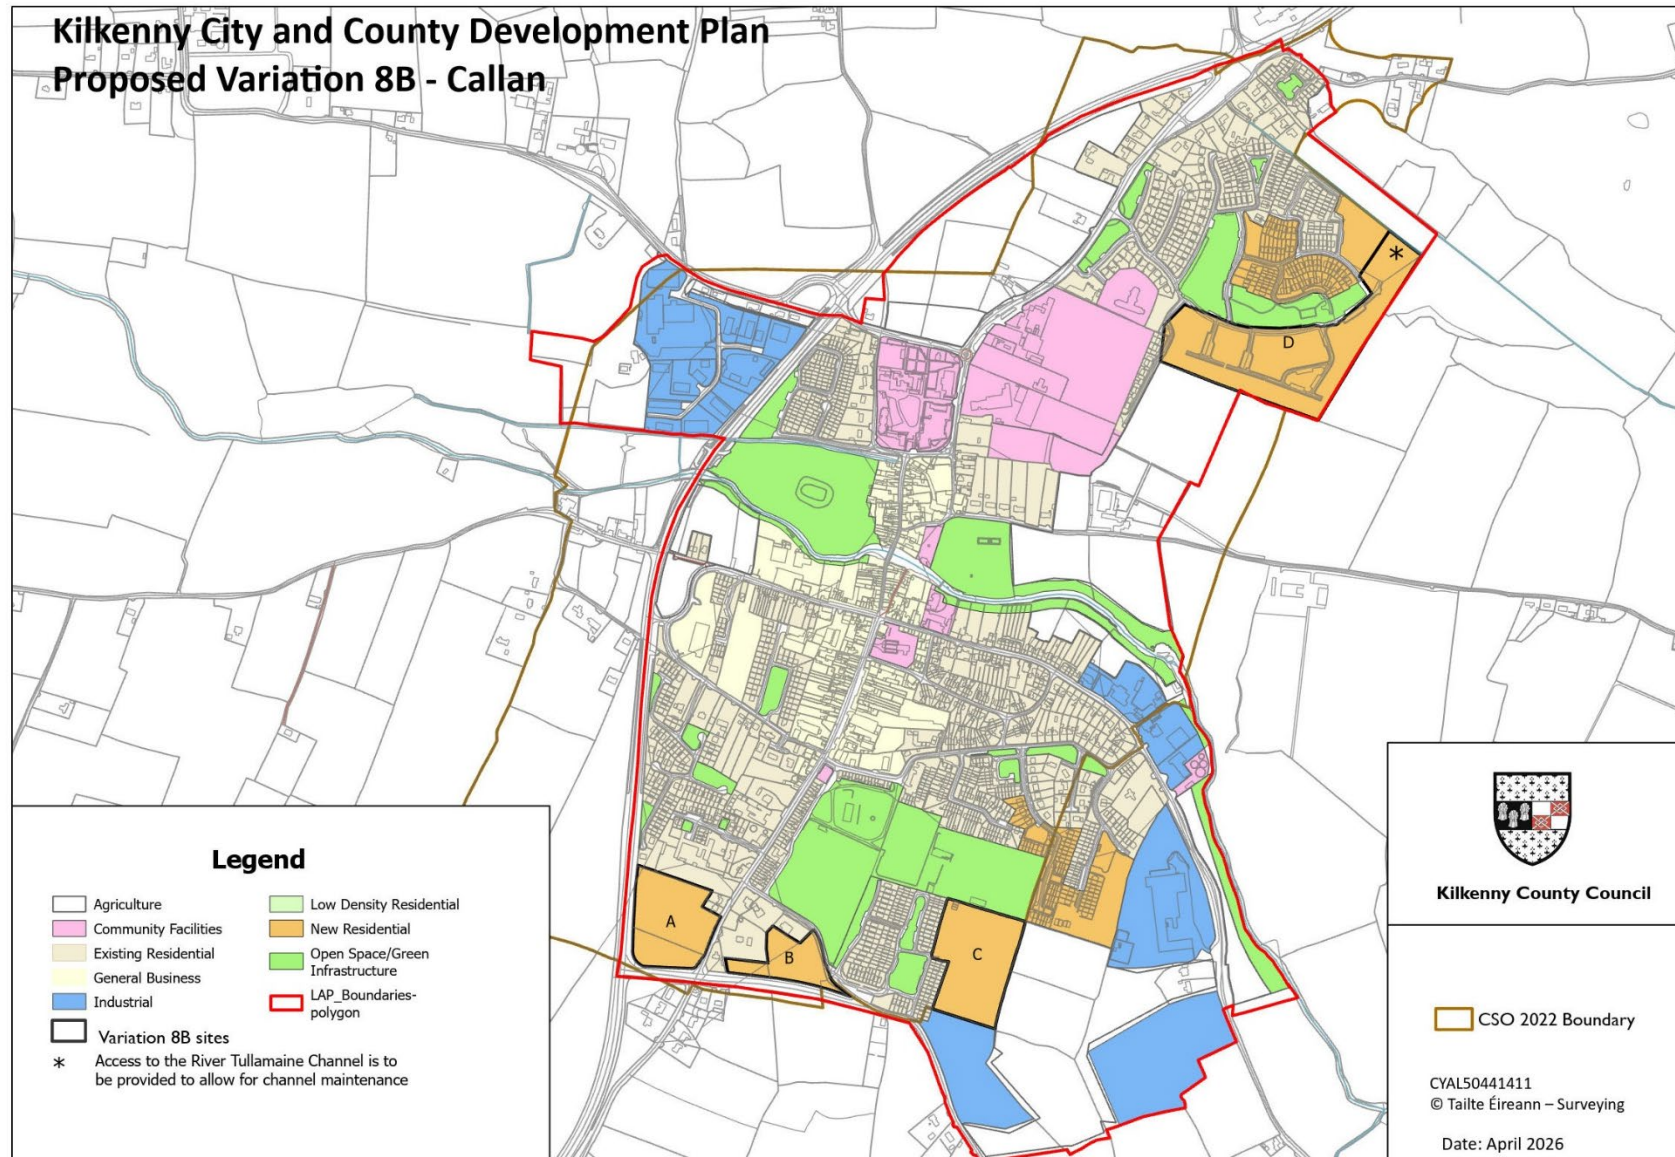 Kilkenny City and County Development Plan
Proposed Variation 8B - Callan
*
D
A
B
C
Legend
Agriculture
Community Facilities
Existing Residential
General Business
Industrial
Low Density Residential
New Residential
Open Space/Green
Infrastructure
LAP_Boundaries-
polygon
Variation 8B sites
* Access to the River Tullamaine Channel is to
be provided to allow for channel maintenance
Kilkenny County Council
CSO 2022 Boundary
CYAL50441411
© Tailte Éireann – Surveying
Date: April 2026